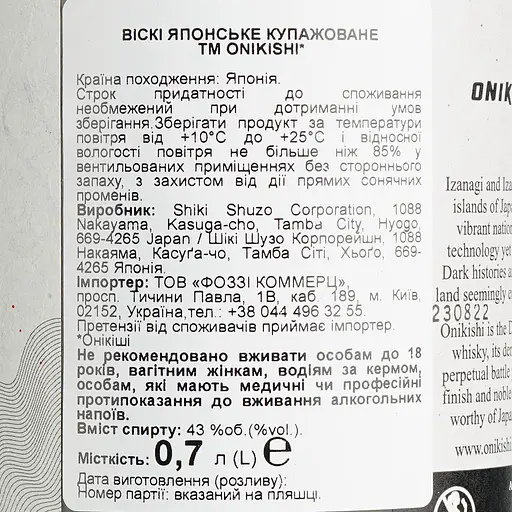 ВІСКІ ЯПОНСЬКЕ КУПАЖОВАНЕ
ТМ ONIKISHI*
Країна походження: Японія.
Строк придатності до споживання
необмежений при дотриманні умов
зберігання.Зберігати продукт за температури
повітря від +10°С до +25°С і відносної
вологості повітря не більше ніж 85% у
вентильованих приміщеннях без стороннього
запаху, з захистом від дії прямих сонячних
променів.
Виробник: Shiki Shuzo Corporation, 1088
Nakayama, Kasuga-cho, Tamba City, Hyogo,
669-4265 Japan / Шікі Шузо Корпорейшн, 1088
Накаяма, Касуґа-чо, Тамба Сіті, Хьоґо, 669-
4265 Японія.
Імпортер: ТОВ «ФОЗЗІ КОММЕРЦ»,
просп. Тичини Павла, 1В, каб. 189, м. Київ,
02152, Україна,тел.: +38 044 496 32 55.
Претензії від споживачів приймає імпортер.
*Онікіші
Не рекомендовано вживати особам до 18
років, вагітним жінкам, водіям за кермом,
особам, які мають медичні чи професійні
протипоказання до вживання алкогольних
напоїв.
Вміст спирту: 43 %об.(%vol.).
Місткість: 0,7 л (L) e
Дата виготовлення (розливу):
Номер партії: вказаний на пляшці.
ONIK
Izanagi and Iza
islands of Jap
vibrant nation
technology yet
Dark histories a
land seemingly e
230822
Onikishi is the D
whisky, its de
perpetual battle
finish and noble
worthy of Japa
www.onikishi